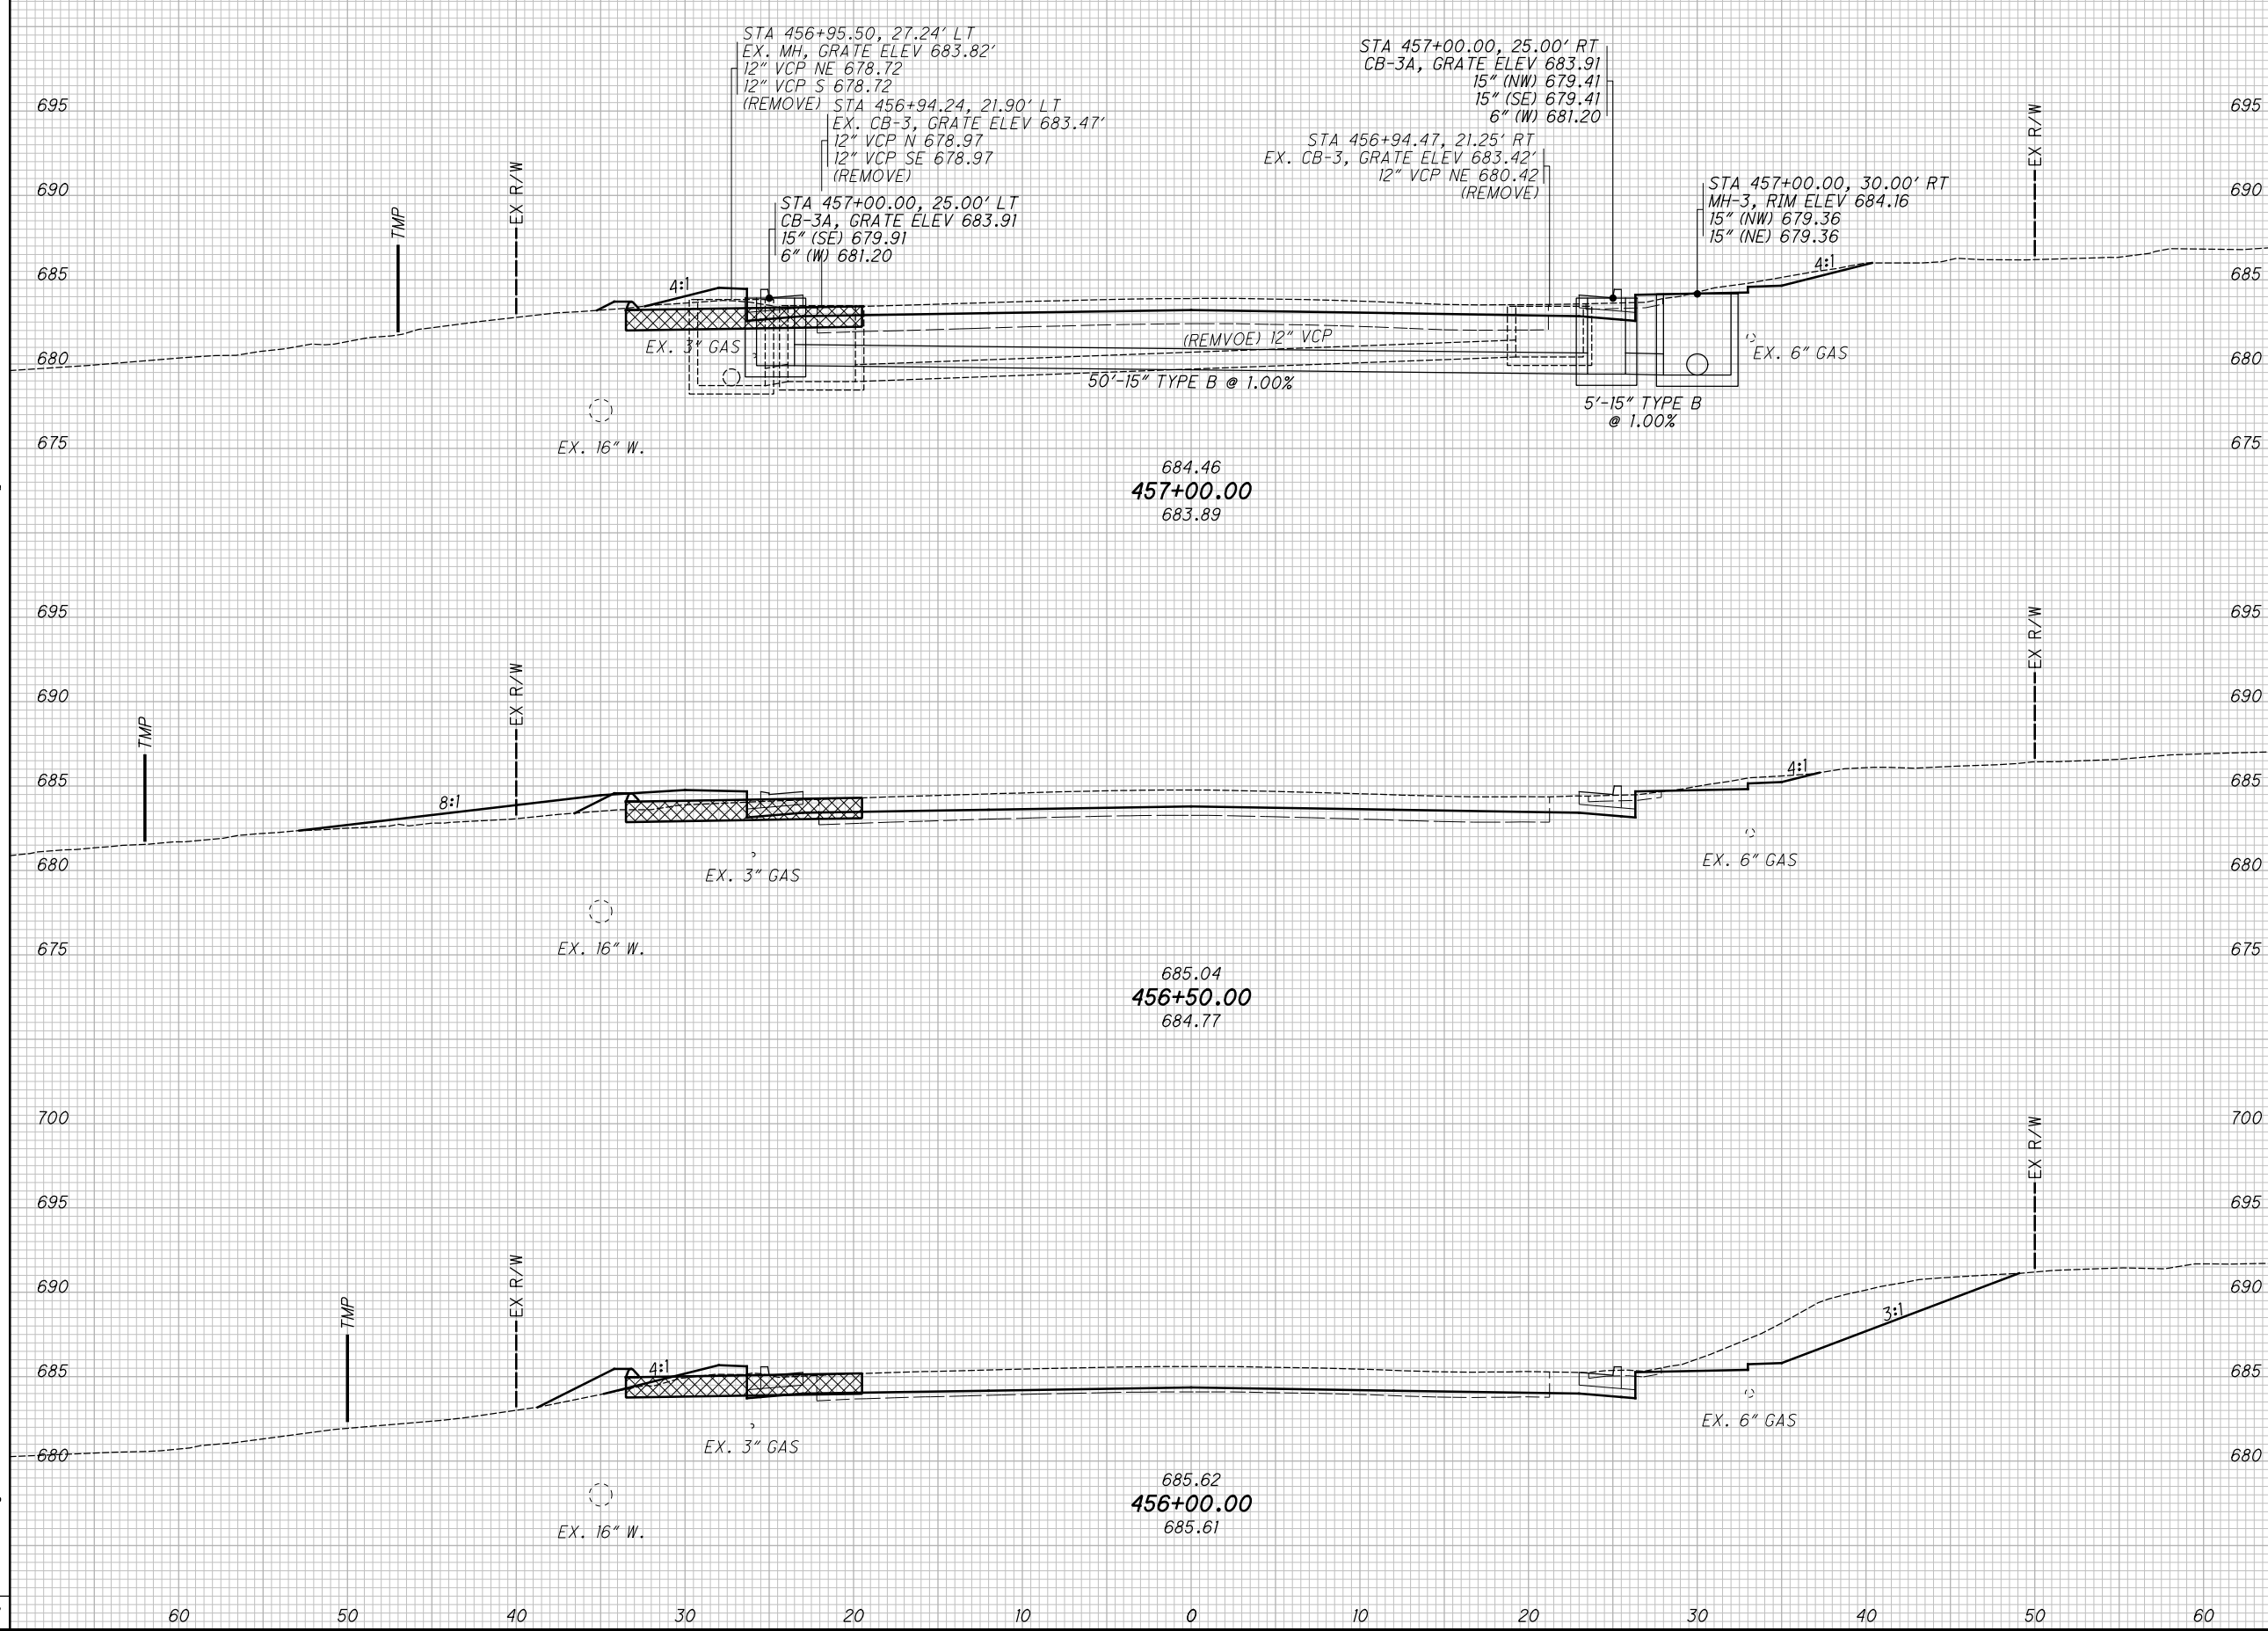 STA 456+95.50, 27.24' LT
EX. MH, GRATE ELEV 683.82'
12" VCP NE 678.72
12" VCP S 678.72
(REMOVE)
STA 456+94.24, 21.90' LT
EX. CB-3, GRATE ELEV 683.47'
12" VCP N 678.97
12" VCP SE 678.97
(REMOVE)
STA 457+00.00, 25.00' LT
CB-3A, GRATE ELEV 683.91
15" (SE) 679.91
6" (W) 681.20
STA 457+00.00, 25.00' RT
CB-3A, GRATE ELEV 683.91
15" (NW) 679.41
15" (SE) 679.41
6" (W) 681.20
STA 456+94.47, 21.25' RT
EX. CB-3, GRATE ELEV 683.42'
12" VCP NE 680.42
(REMOVE)
STA 457+00.00, 30.00' RT
MH-3, RIM ELEV 684.16
15" (NW) 679.36
15" (NE) 679.36
695 695
690 690
685 685
680 680
675 675
TMP
EX R/W
EX R/W
4:1
4:1
EX. 3" GAS
(REMVOE) 12" VCP
EX. 6" GAS
50'-15" TYPE B @ 1.00%
5'-15" TYPE B
@ 1.00%
EX. 16" W.
684.46
457+00.00
683.89
695 695
690 690
685 685
680 680
675 675
TMP
EX R/W
EX R/W
8:1
4:1
EX. 3" GAS
EX. 6" GAS
EX. 16" W.
685.04
456+50.00
684.77
700 700
695 695
690 690
685 685
680 680
TMP
EX R/W
EX R/W
4:1
3:1
EX. 3" GAS
EX. 6" GAS
EX. 16" W.
685.62
456+00.00
685.61
60 50 40 30 20 10 0 10 20 30 40 50 60